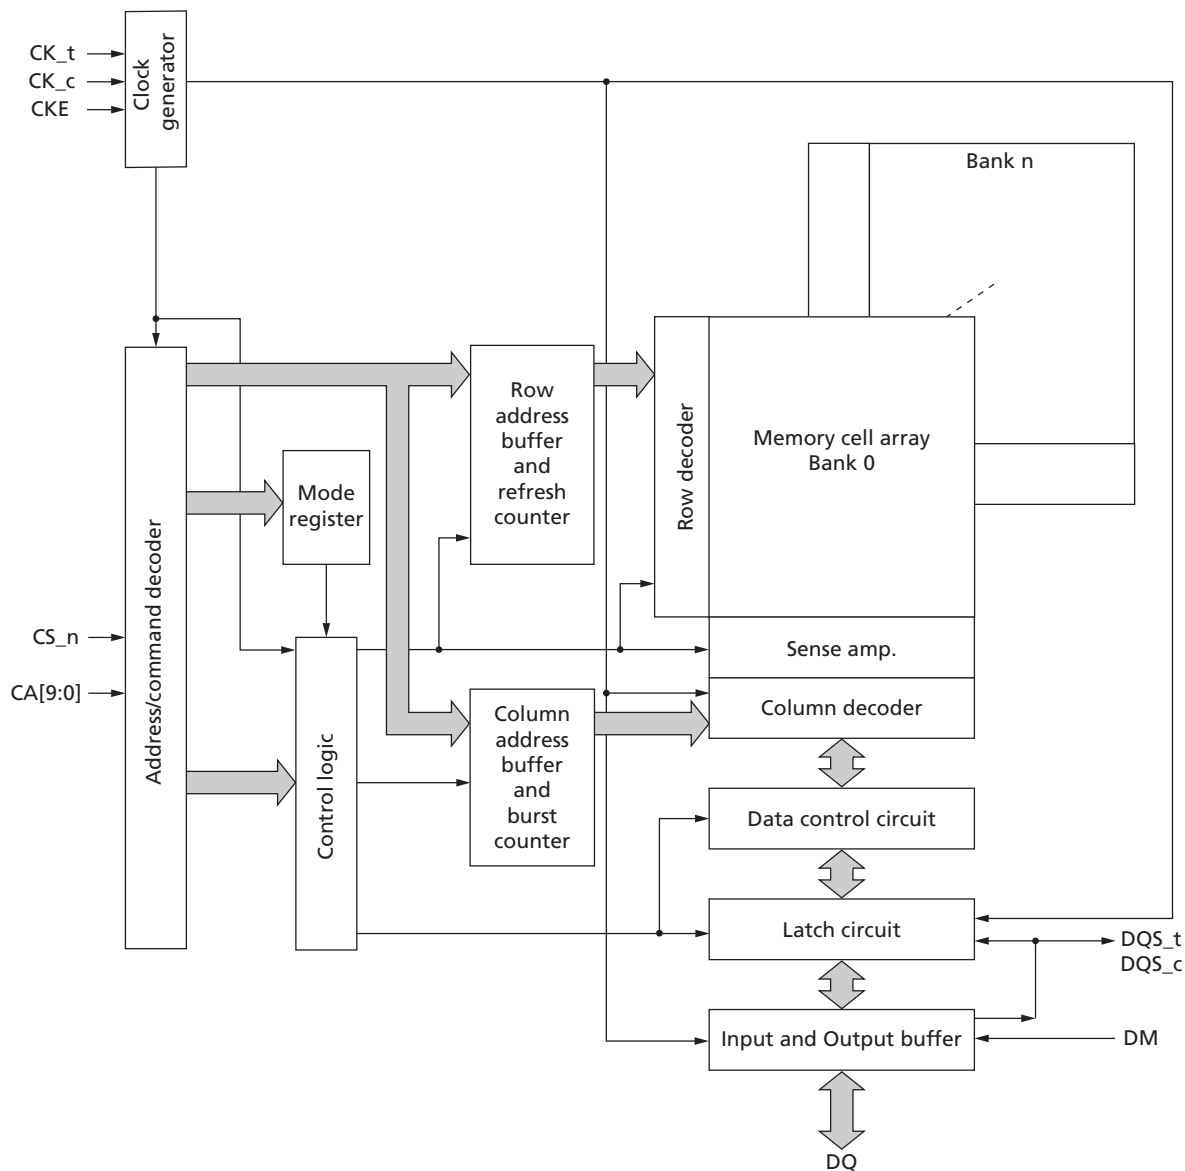 CK_t
CK_c
CKE
Clock
generator
Bank n
Row
address
buffer
and
refresh
counter
Row decoder
Memory cell array
Bank 0
Mode
register
Address/command decoder
CS_n
CA[9:0]
Control logic
Sense amp.
Column decoder
Column
address
buffer
and
burst
counter
Data control circuit
Latch circuit
DQS_t
DQS_c
Input and Output buffer
DM
DQ